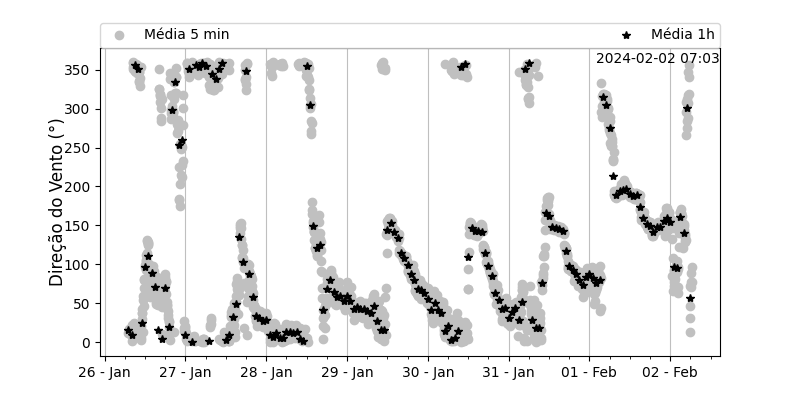 Média 5 min
Média 1h
2024-02-02 07:03
Direção do Vento (°)
350
300
250
200
150
100
50
0
26 - Jan
27 - Jan
28 - Jan
29 - Jan
30 - Jan
31 - Jan
01 - Feb
02 - Feb